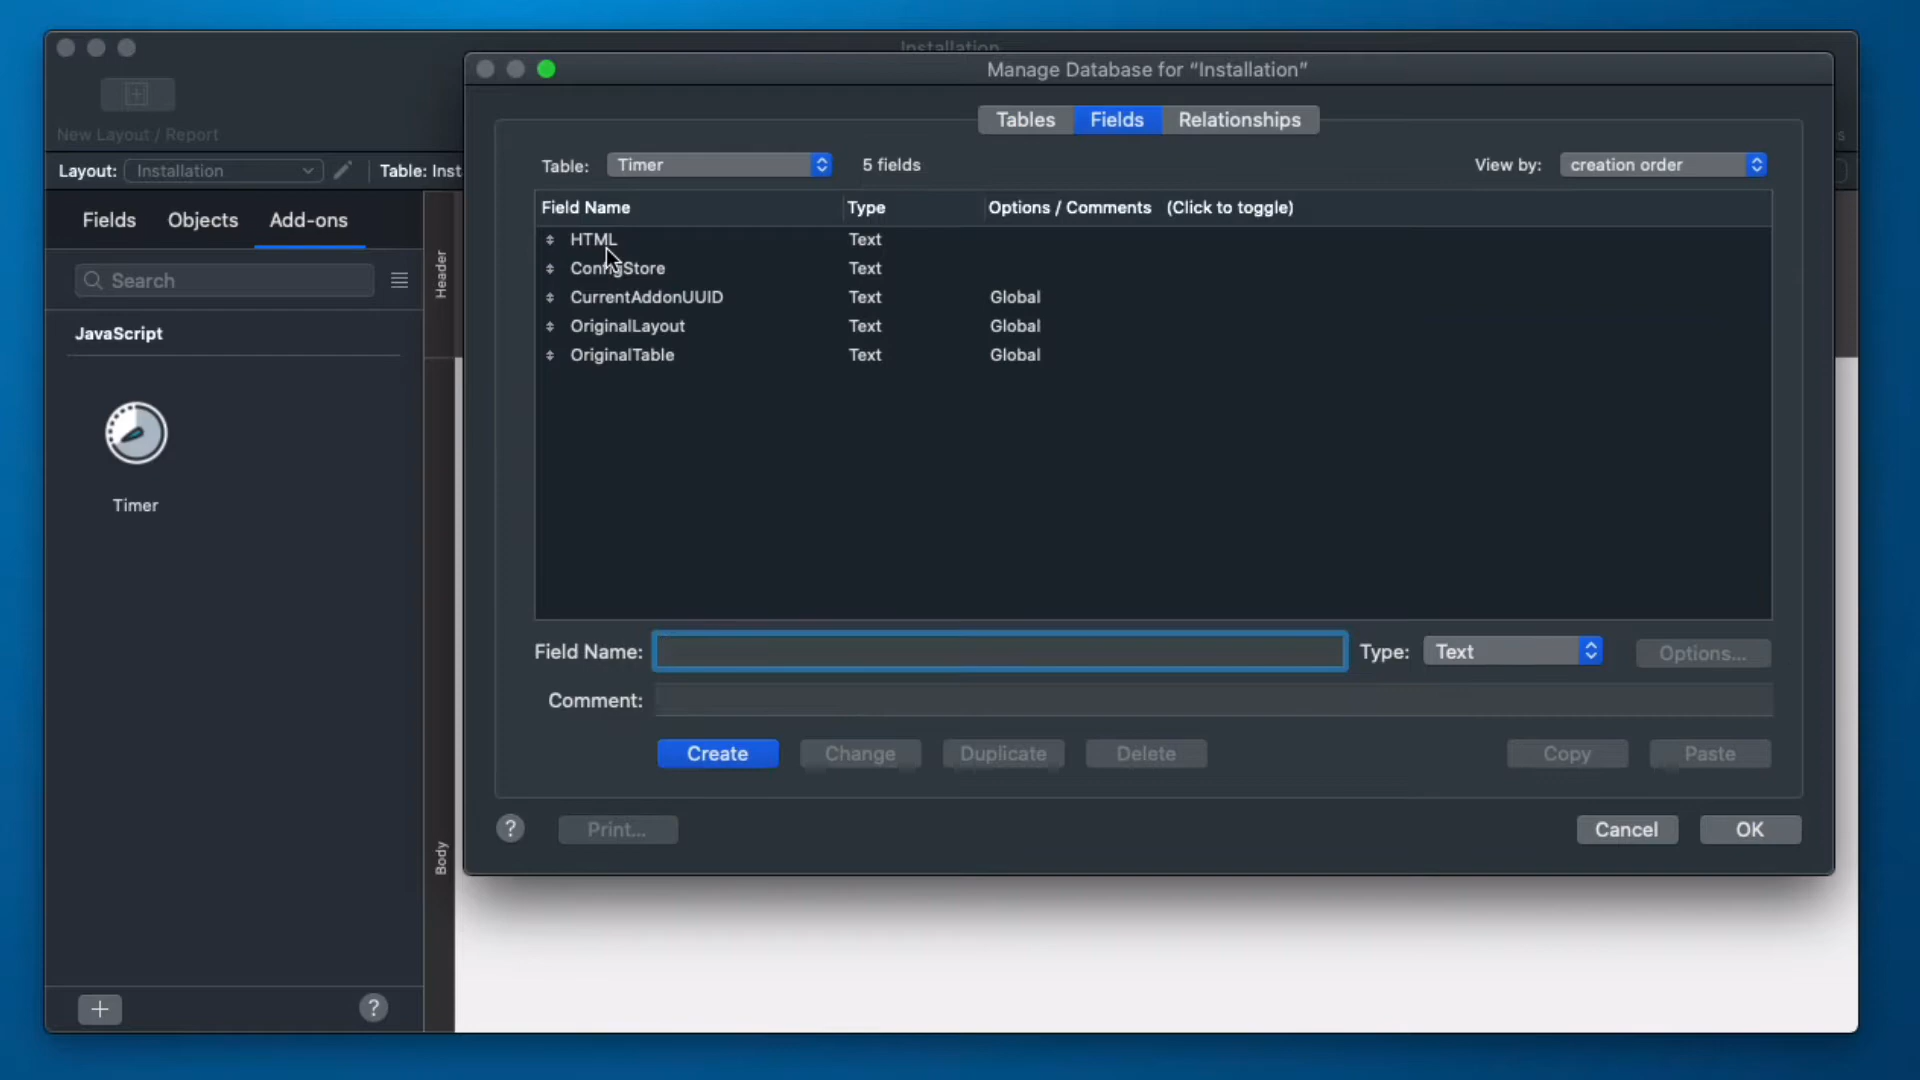 Installation
Manage Database for “Installation”
New Layout / Report
Tables Fields Relationships
Layout: Installation Table: Inst
Table: Timer 5 fields View by: creation order
Fields Objects Add-ons
Field Name Type Options / Comments (Click to toggle)
Header
HTML Text
ConfigStore Text
CurrentAddonUUID Text Global
OriginalLayout Text Global
OriginalTable Text Global
Search
JavaScript
Timer
Field Name: Type: Text Options...
Comment:
Create Change Duplicate Delete Copy Paste
? Print... Cancel OK
Body
+ ?